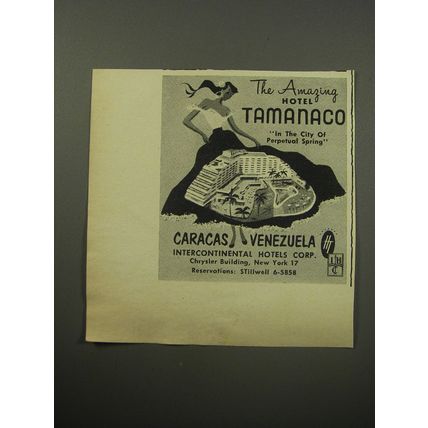 The Amazing
HOTEL
TAMANACO
"In The City Of
Perpetual Spring"
CARACAS VENEZUELA
INTERCONTINENTAL HOTELS CORP.
Chrysler Building, New York 17
Reservations: STillwell 6-5858
IHC